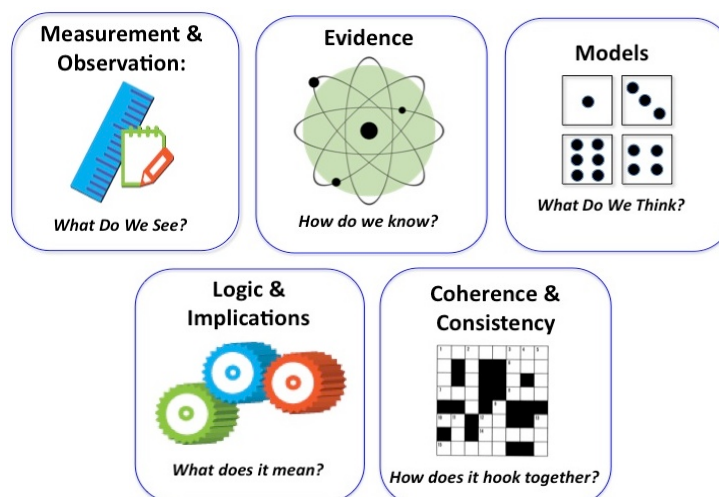 Measurement &
Observation:
What Do We See?
Evidence
How do we know?
Models
What Do We Think?
Logic &
Implications
What does it mean?
Coherence &
Consistency
How does it hook together?